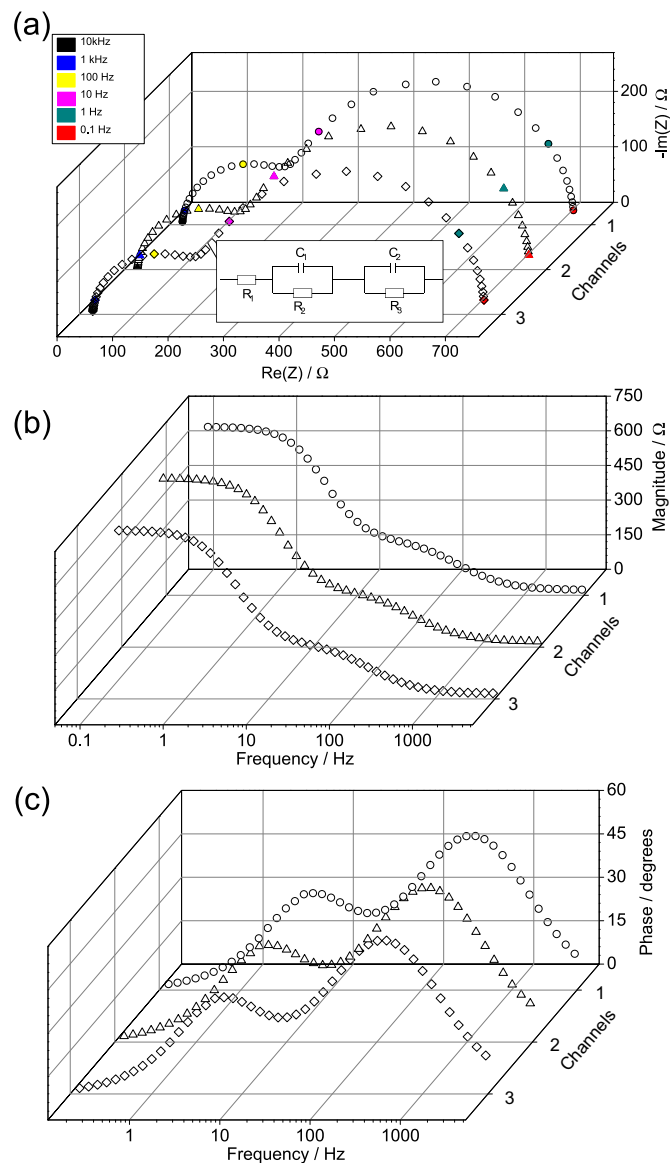 (a)
10kHz
1 kHz
100 Hz
10 Hz
1 Hz
0.1 Hz
200
100
0
-Im(Z) / Ω
1
2
3
Channels
C1
C2
R1
R2
R3
0 100 200 300 400 500 600 700
Re(Z) / Ω
(b)
750
600
450
300
150
0
Magnitude / Ω
1
2
3
Channels
0.1 1 10 100 1000
Frequency / Hz
(c)
60
45
30
15
0
Phase / degrees
1
2
3
Channels
1 10 100 1000
Frequency / Hz